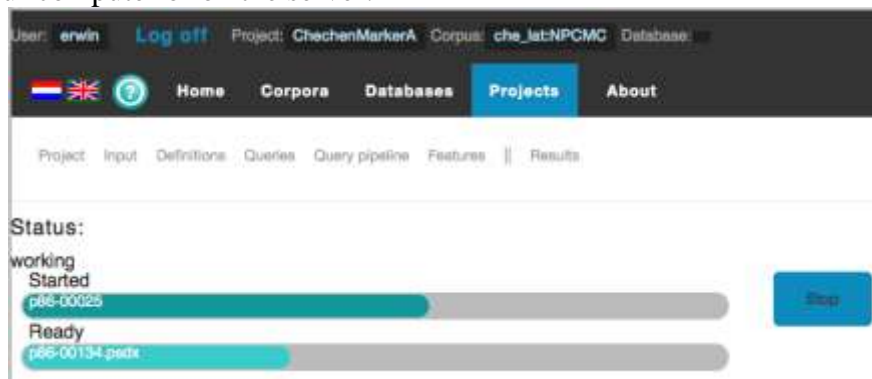 User: erwin Log off Project: ChechenMarkerA Corpus: che_lat:NPCMC Database:
? Home Corpora Databases Projects About
Project Input Definitions Queries Query pipeline Features || Results
Status:
working
Started
p86-00025
Stop
Ready
p86-00134.psdx